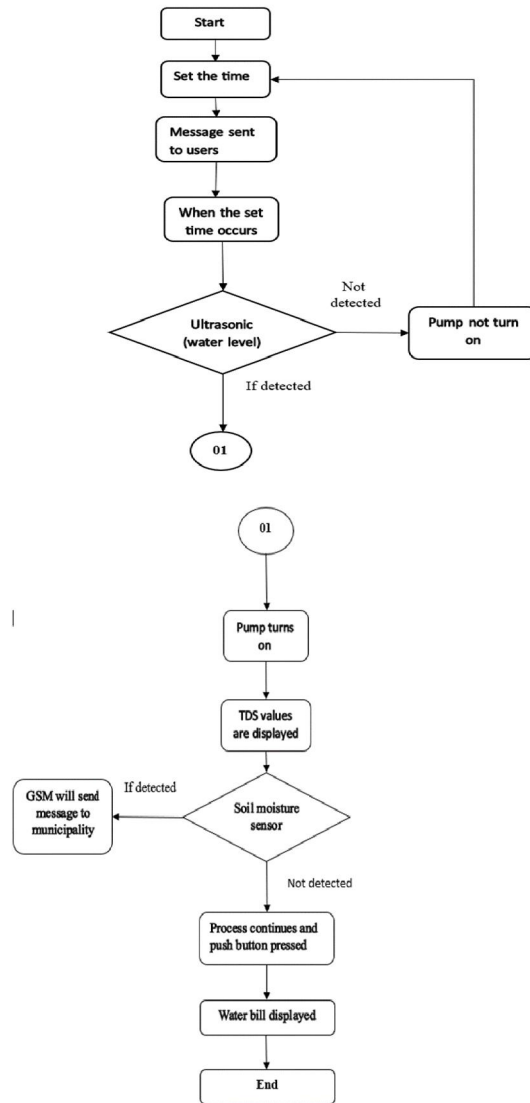 Start
Set the time
Message sent
to users
When the set
time occurs
Not
detected
Ultrasonic
(water level)
Pump not turn
on
If detected
01
01
Pump turns
on
TDS values
are displayed
If detected
GSM will send
message to
municipality
Soil moisture
sensor
Not detected
Process continues and
push button pressed
Water bill displayed
End